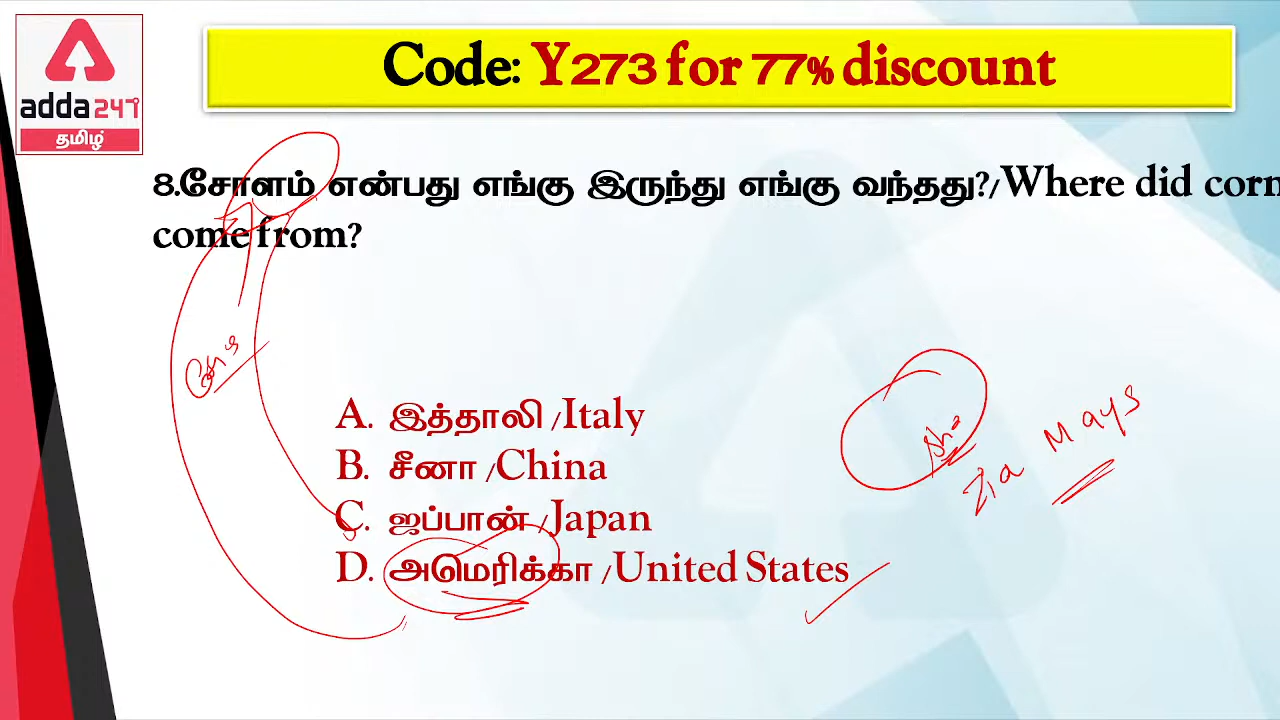 Code: Y273 for 77% discount
adda247
தமிழ்
8.சோளம் என்பது எங்கு இருந்து எங்கு வந்தது?/Where did corn
come from?
A. இத்தாலி /Italy
B. சீனா /China
C. ஜப்பான் /Japan
D. அமெரிக்கா /United States
Zia Mays